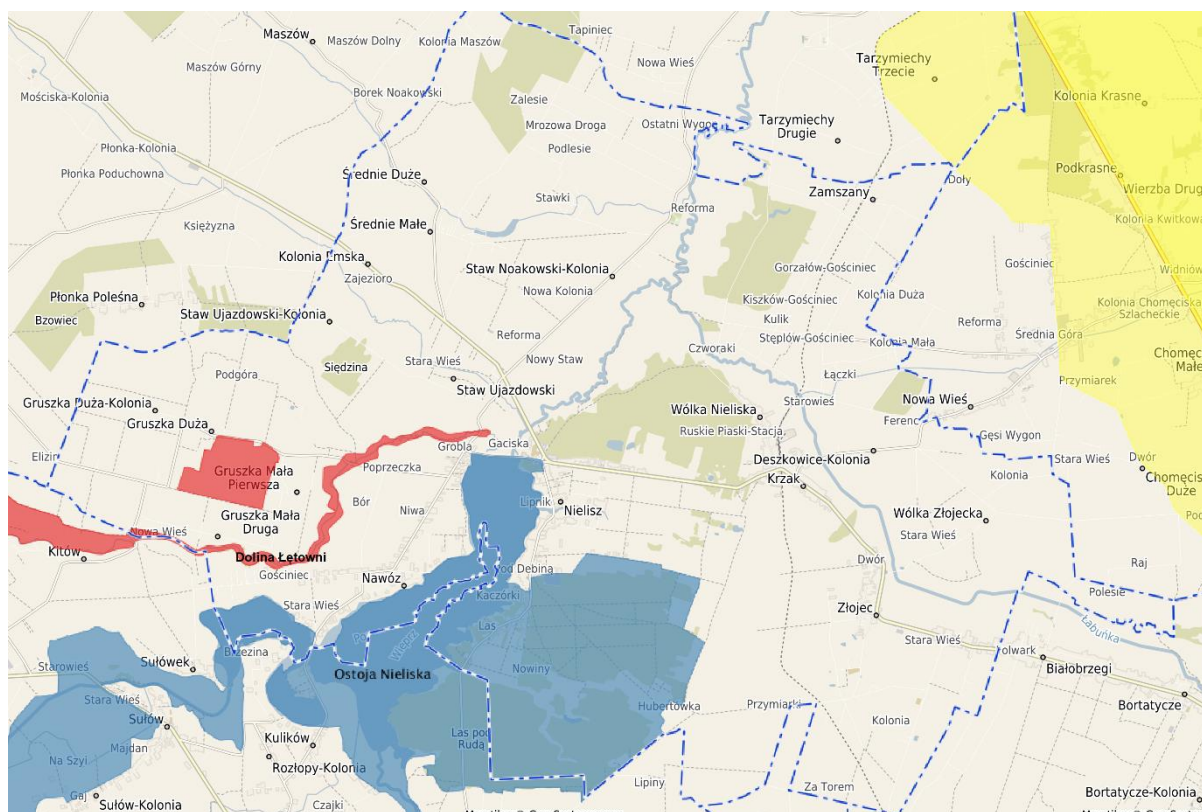 Tapiniec
Maszów
Maszów Dolny
Kolonia Maszów
Nowa Wieś
Tarzymiechy
Trzecie
Maszów Górny
Mościska-Kolonia
Borek Noakowski
Zalesie
Kolonia Krasne
Mrozowa Droga
Ostatni Wygon
Tarzymiechy
Drugie
Płonka-Kolonia
Podlesie
Płonka Poduchowna
Średnie Duże
Podkrasne
Doły
Zamszany
Wierzba Drug
Stawki
Reforma
Kolonia Kwitkowa
Księżyzna
Średnie Małe
Kolonia Emska
Zajezioro
Staw Noakowski-Kolonia
Gorzałów-Gościniec
Gościniec
Widniów
Nowa Kolonia
Płonka Poleśna
Kiszków-Gościniec
Kolonia Duża
Kolonia Chomęciska
Szlacheckie
Bzowiec
Staw Ujazdowski-Kolonia
Kulik
Reforma
Reforma
Stęplów-Gościniec
Kolonia Mała
Średnia Góra
Czworaki
Chomęc
Małe
Stara Wieś
Nowy Staw
Siędzina
Podgóra
Łączki
Przymiarek
Staw Ujazdowski
Starowieś
Gruszka Duża-Kolonia
Wólka Nieliska
Nowa Wieś
Gruszka Duża
Ferenc
Ruskie Piaski-Stacja
Gęsi Wygon
Grobla
Gaciska
Elizin
Deszkowice-Kolonia
Stara Wieś
Dwór
Poprzeczka
Gruszka Mała
Pierwsza
Kolonia
Chomęcis
Duże
Krzak
Bór
Lipnik
Nielisz
Niwa
Gruszka Mała
Druga
Wólka Złojecka
Nowa Wieś
Stara Wieś
Kitów
Dolina Łętowni
Dwór
Raj
Gościniec
Nawóz
Kaczórki
Polesie
Stara Wieś
Złojec
Las
Łabuńka
Stara Wieś
Brzezina
Wieprz
Starowieś
Sułówek
Nowiny
Białobrzegi
Ostoja Nieliska
Stara Wieś
Hubertówka
Przymiarki
Bortatycze
Sułów
Kolonia
Las pod
Rudą
Kulików
Majdan
Na Szyi
Rozłopy-Kolonia
Lipiny
Za Torem
Bortatycze-Kolonia
Gaj
Sułów-Kolonia
Czajki